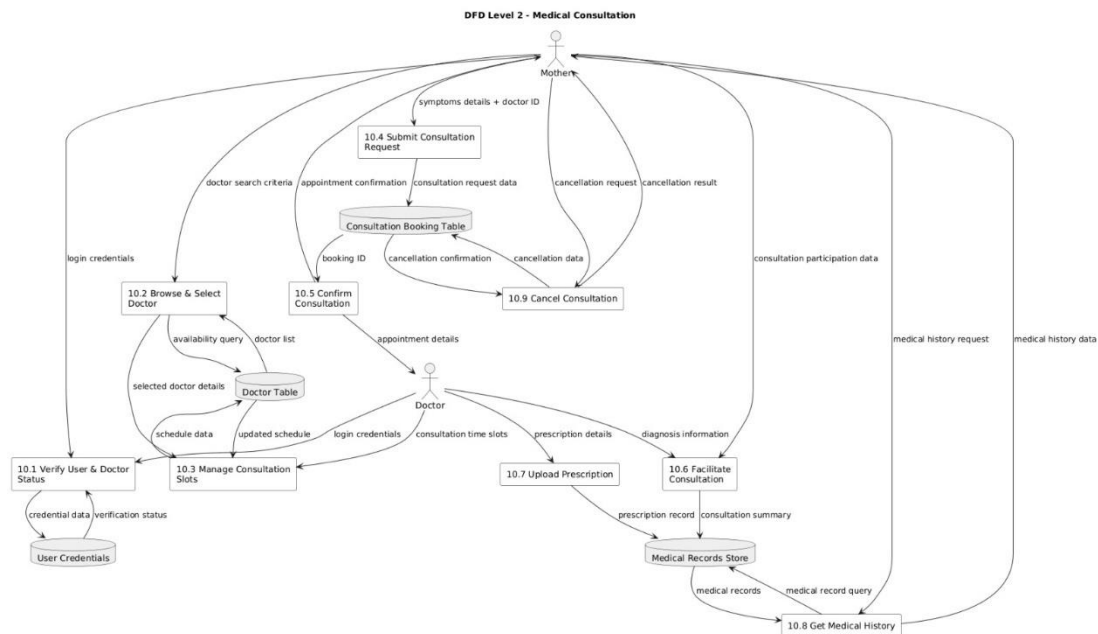 DFD Level 2 - Medical Consultation
Mother
symptoms details + doctor ID
10.4 Submit Consultation
Request
doctor search criteria
appointment confirmation
consultation request data
cancellation request
cancellation result
Consultation Booking Table
login credentials
booking ID
cancellation confirmation
cancellation data
consultation participation data
10.2 Browse & Select
Doctor
10.5 Confirm
Consultation
10.9 Cancel Consultation
availability query
doctor list
appointment details
medical history request
medical history data
Doctor Table
selected doctor details
Doctor
schedule data
updated schedule
login credentials
consultation time slots
prescription details
diagnosis information
10.1 Verify User & Doctor
Status
10.3 Manage Consultation
Slots
10.7 Upload Prescription
10.6 Facilitate
Consultation
credential data
verification status
prescription record
consultation summary
User Credentials
Medical Records Store
medical records
medical record query
10.8 Get Medical History